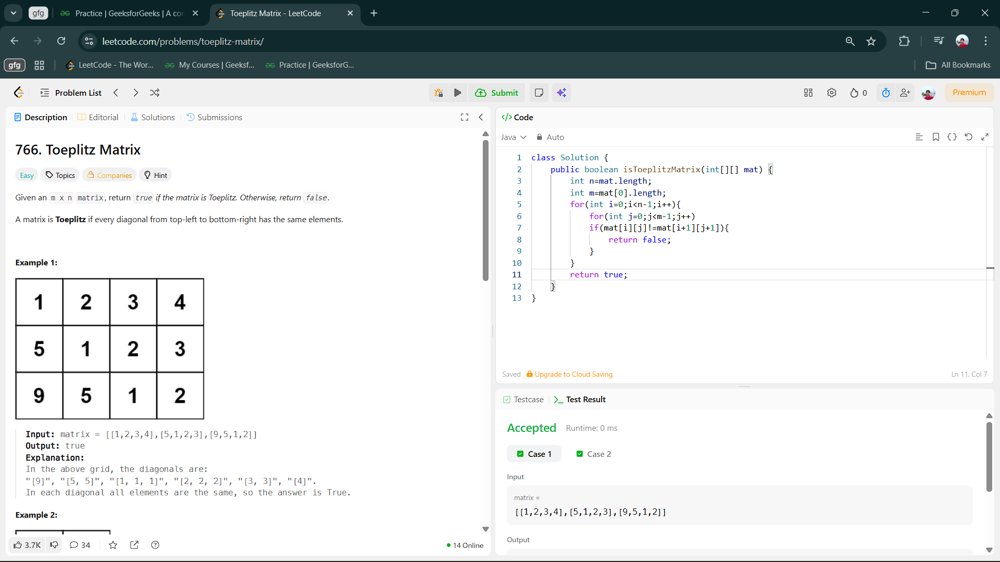 gfg
Practice | GeeksforGeeks | A cor
Toeplitz Matrix - LeetCode
leetcode.com/problems/toeplitz-matrix/
gfg
LeetCode - The Wor...
My Courses | Geeksf...
Practice | GeeksforG...
All Bookmarks
Problem List
Submit
0
Premium
Description
Editorial
Solutions
Submissions
766. Toeplitz Matrix
Easy
Topics
Companies
Hint
Given an m x n matrix, return true if the matrix is Toeplitz. Otherwise, return false.
A matrix is Toeplitz if every diagonal from top-left to bottom-right has the same elements.
Example 1:
1 2 3 4
5 1 2 3
9 5 1 2
Input: matrix = [[1,2,3,4],[5,1,2,3],[9,5,1,2]]
Output: true
Explanation:
In the above grid, the diagonals are:
"[9]", "[5, 5]", "[1, 1, 1]", "[2, 2, 2]", "[3, 3]", "[4]".
In each diagonal all elements are the same, so the answer is True.
Example 2:
3.7K
34
14 Online
</> Code
Java
Auto
1 class Solution {
2 public boolean isToeplitzMatrix(int[][] mat) {
3 int n=mat.length;
4 int m=mat[0].length;
5 for(int i=0;i<n-1;i++){
6 for(int j=0;j<m-1;j++)
7 if(mat[i][j]!=mat[i+1][j+1]){
8 return false;
9 }
10 }
11 return true;
12 }
13 }
Saved
Upgrade to Cloud Saving
Ln 11, Col 7
Testcase
Test Result
Accepted
Runtime: 0 ms
Case 1
Case 2
Input
matrix =
[[1,2,3,4],[5,1,2,3],[9,5,1,2]]
Output